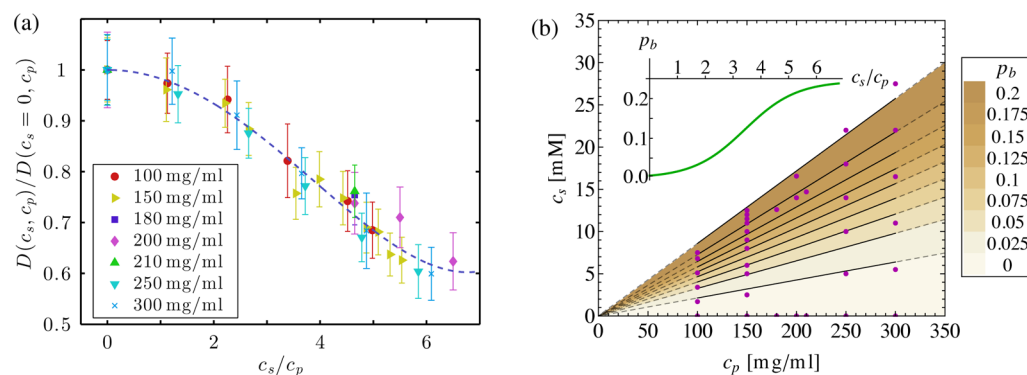 (a)
D(c_s, c_p)/D(c_s = 0, c_p)
1
0.9
0.8
0.7
0.6
0.5
100 mg/ml
150 mg/ml
180 mg/ml
200 mg/ml
210 mg/ml
250 mg/ml
300 mg/ml
0 2 4 6
c_s/c_p
(b)
c_s [mM]
35
30
25
20
15
10
5
0
p_b
1 2 3 4 5 6
c_s/c_p
0.2
0.1
0.0
0 50 100 150 200 250 300 350
c_p [mg/ml]
p_b
0.2
0.175
0.15
0.125
0.1
0.075
0.05
0.025
0